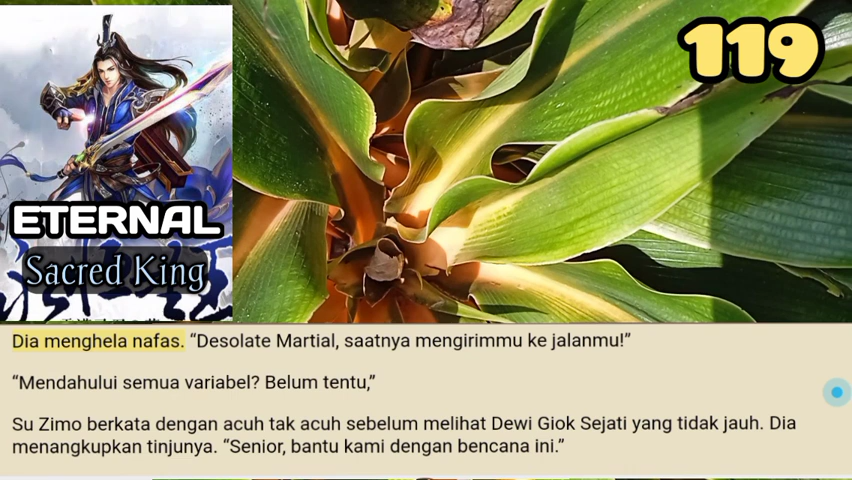 119
ETERNAL
Sacred King
Dia menghela nafas. “Desolate Martial, saatnya mengirimmu ke jalanmu!”
“Mendahului semua variabel? Belum tentu,”
Su Zimo berkata dengan acuh tak acuh sebelum melihat Dewi Giok Sejati yang tidak jauh. Dia
menangkupkan tinjunya. “Senior, bantu kami dengan bencana ini.”